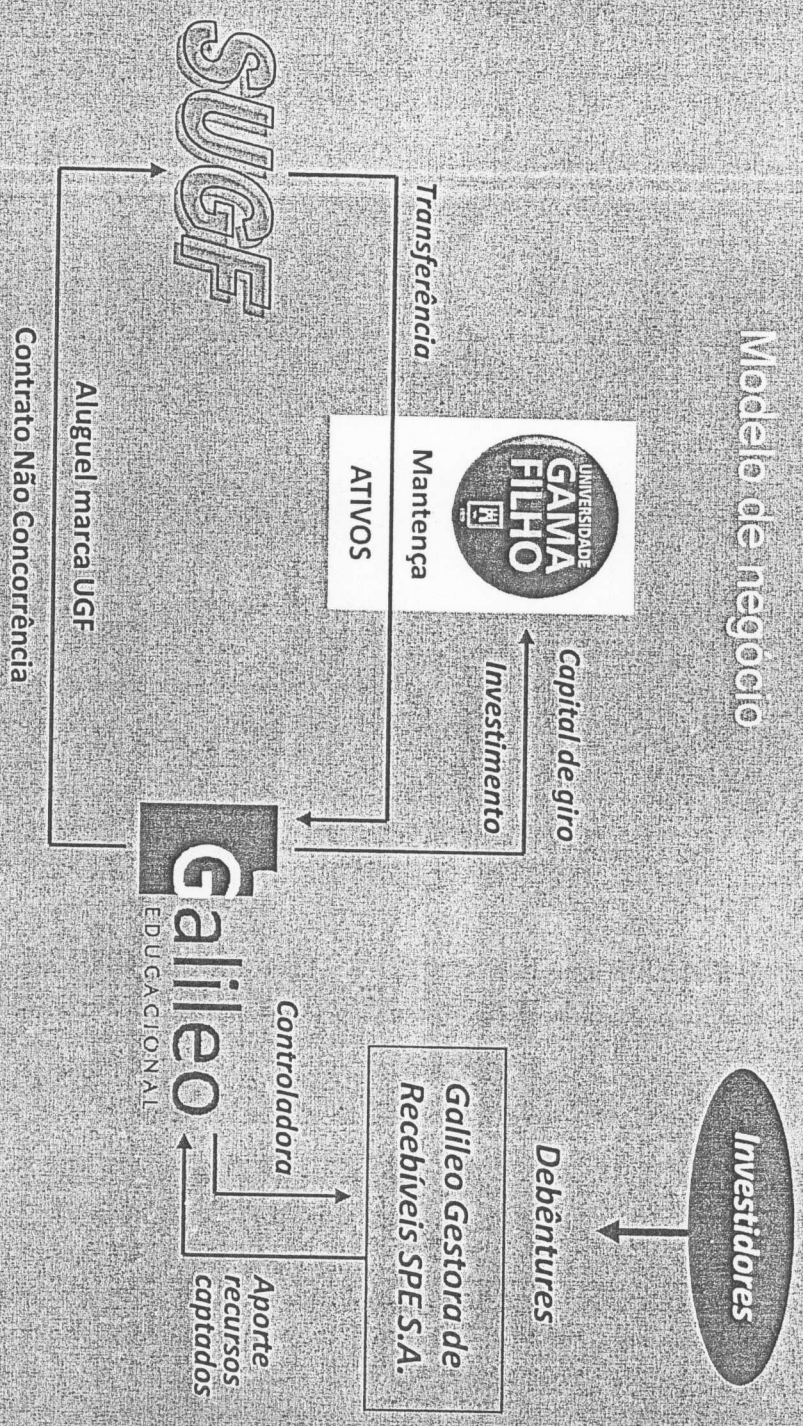 Modelo de negócio
Investidores
Debêntures
Galileo Gestora de
Recebíveis SPE S.A.
Controladora
Aporte
recursos
captados
Galileo
EDUCACIONAL
Capital de giro
Investimento
UNIVERSIDADE
GAMA
FILHO
Mantença
ATIVOS
Transferência
SUGF
Aluguel marca UGF
Contrato Não Concorrência